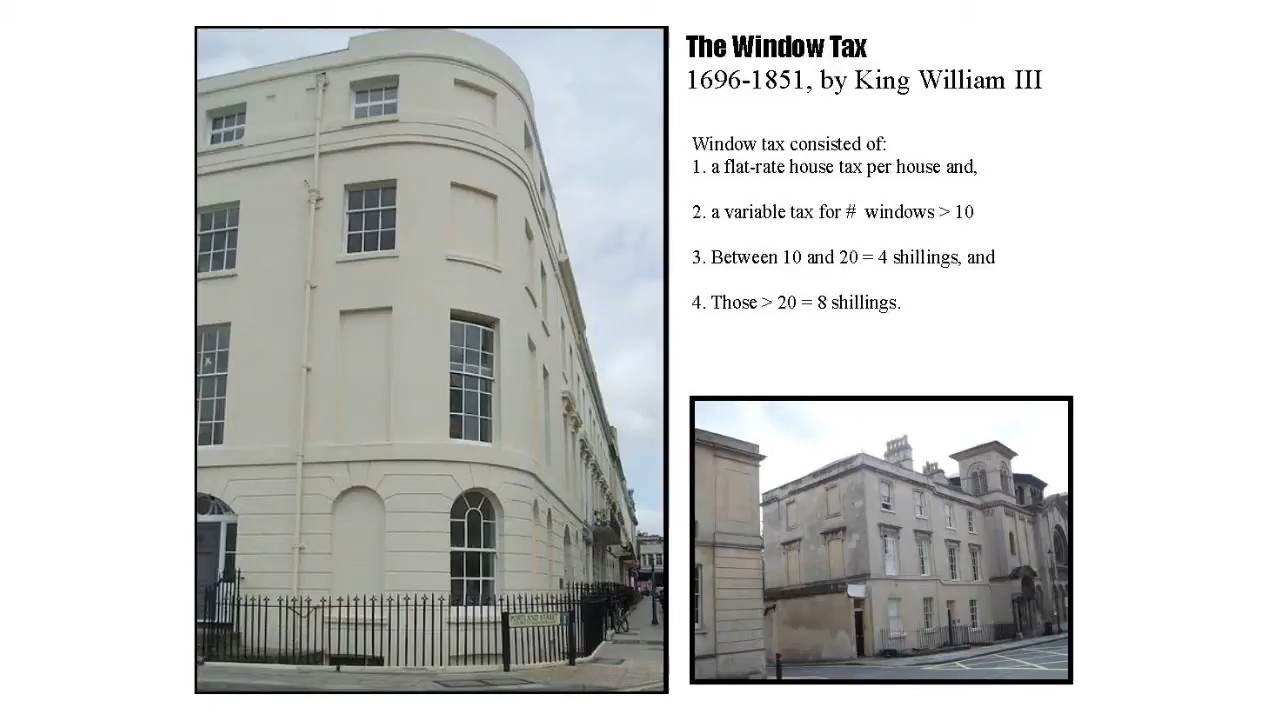 The Window Tax
1696-1851, by King William III
Window tax consisted of:
1. a flat-rate house tax per house and,
2. a variable tax for # windows > 10
3. Between 10 and 20 = 4 shillings, and
4. Those > 20 = 8 shillings.
PORTLAND STREET